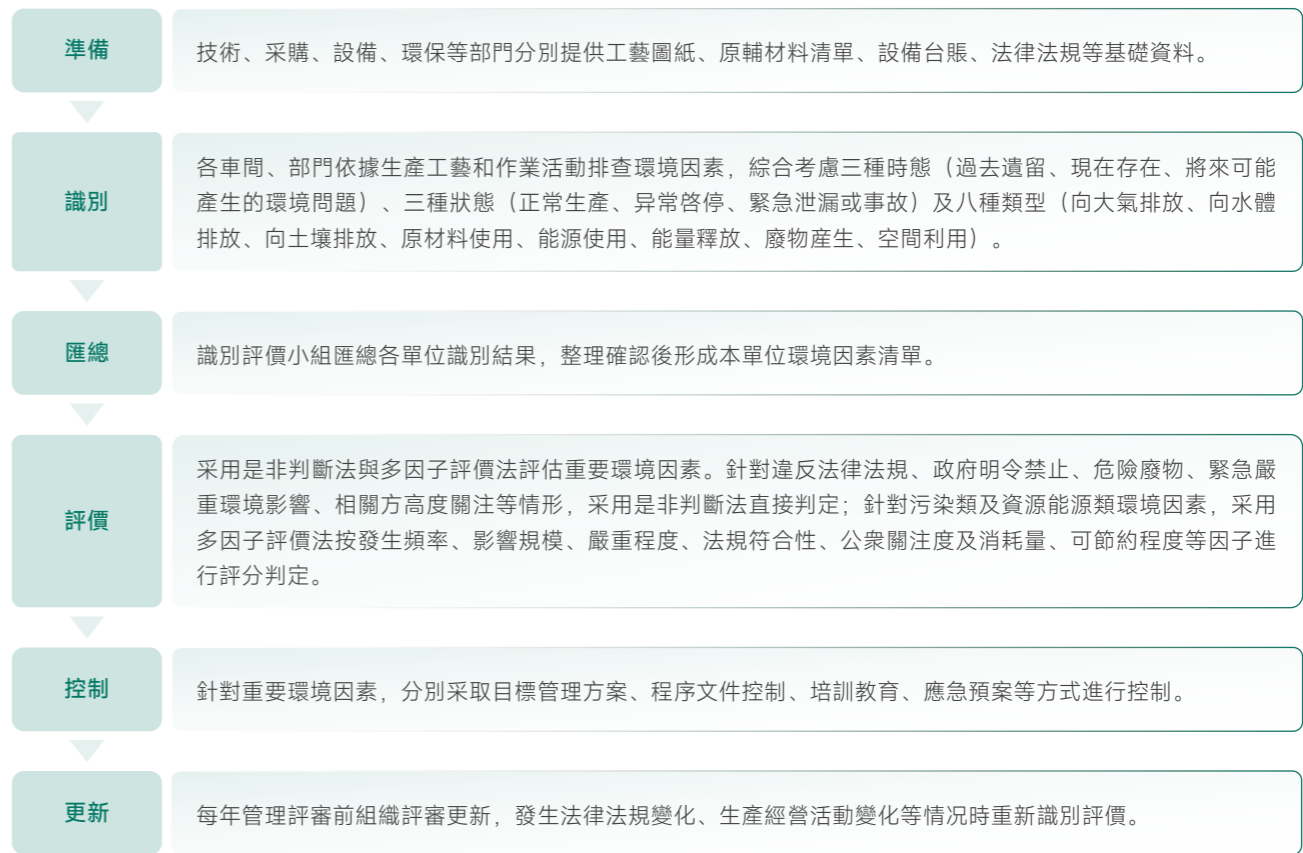 準備
技術、采購、設備、環保等部門分別提供工藝圖紙、原輔材料清單、設備台賬、法律法規等基礎資料。
識別
各車間、部門依據生產工藝和作業活動排查環境因素，綜合考慮三種時態（過去遺留、現在存在、將來可能
產生的環境問題）、三種狀態（正常生產、异常啓停、緊急泄漏或事故）及八種類型（向大氣排放、向水體
排放、向土壤排放、原材料使用、能源使用、能量釋放、廢物産生、空間利用）。
匯總
識別評價小組匯總各單位識別結果，整理確認後形成本單位環境因素清單。
評價
采用是非判斷法與多因子評價法評估重要環境因素。針對違反法律法規、政府明令禁止、危險廢物、緊急嚴
重環境影響、相關方高度關注等情形，采用是非判斷法直接判定；針對污染類及資源能源類環境因素，采用
多因子評價法按發生頻率、影響規模、嚴重程度、法規符合性、公衆關注度及消耗量、可節約程度等因子進
行評分判定。
控制
針對重要環境因素，分別采取目標管理方案、程序文件控制、培訓教育、應急預案等方式進行控制。
更新
每年管理評審前組織評審更新，發生法律法規變化、生產經營活動變化等情况時重新識別評價。